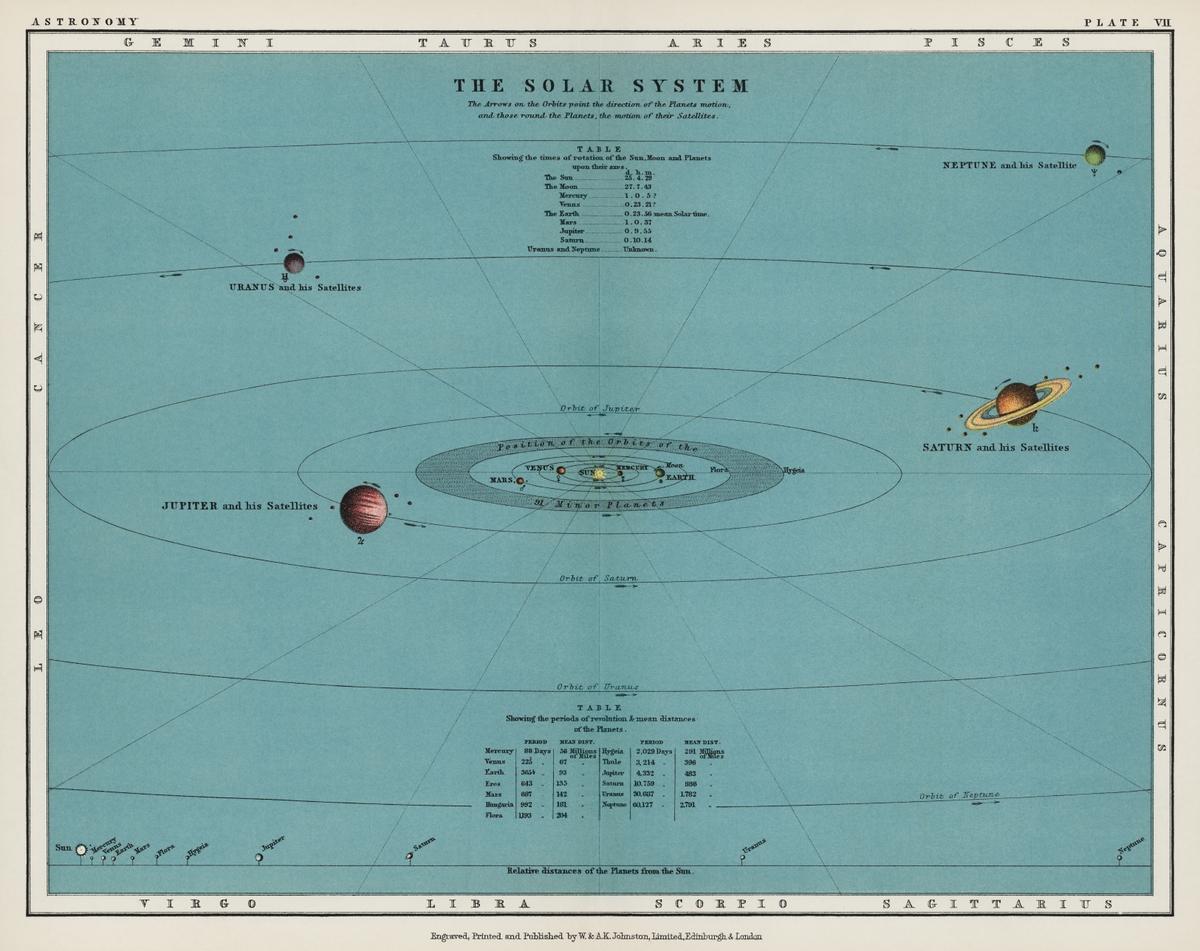 ASTRONOMY
PLATE VII
GEMINI TAURUS ARIES PISCES
THE SOLAR SYSTEM
The Arrows on the Orbits point the direction of the Planets motion,
and those round the Planets, the motion of their Satellites.
TABLE
Showing the times of rotation of the Sun, Moon and Planets
upon their axes.
d. h. m.
The Sun 25. 4. 29
The Moon 27. 7. 43
Mercury 1. 0. 5?
Venus 0. 23. 21?
The Earth 0. 23. 56 mean Solar time.
Mars 1. 0. 37
Jupiter 0. 9. 55
Saturn 0. 10. 14
Uranus and Neptune Unknown.
NEPTUNE and his Satellite
♆
♅
URANUS and his Satellites
CANCER
AQUARIUS
Orbit of Jupiter
♄
SATURN and his Satellites
Position of the Orbits of the
VENUS
SUN
MERCURY
Moon
EARTH
MARS
♂
Flora
Hygeia
91 Minor Planets
JUPITER and his Satellites
♃
Orbit of Saturn
LEO
CAPRICORNUS
Orbit of Uranus
TABLE
Showing the periods of revolution & mean distances
of the Planets.
PERIOD MEAN DIST. PERIOD MEAN DIST.
Mercury 88 Days 36 Millions of Miles Hygeia 2,029 Days 291 Millions of Miles
Venus 225 " 67 " Thule 3,214 " 396 "
Earth 365¼ " 93 " Jupiter 4,332 " 483 "
Eros 643 " 135 " Saturn 10,759 " 886 "
Mars 687 " 142 " Uranus 30,687 " 1,782 "
Hungaria 992 " 181 " Neptune 60,127 " 2,791 "
Flora 1193 " 204 "
Orbit of Neptune
Sun Mercury Venus Earth Mars Flora Hygeia Jupiter Saturn Uranus Neptune
Relative distances of the Planets from the Sun.
VIRGO LIBRA SCORPIO SAGITTARIUS
Engraved, Printed and Published by W. & A.K. Johnston, Limited, Edinburgh & London